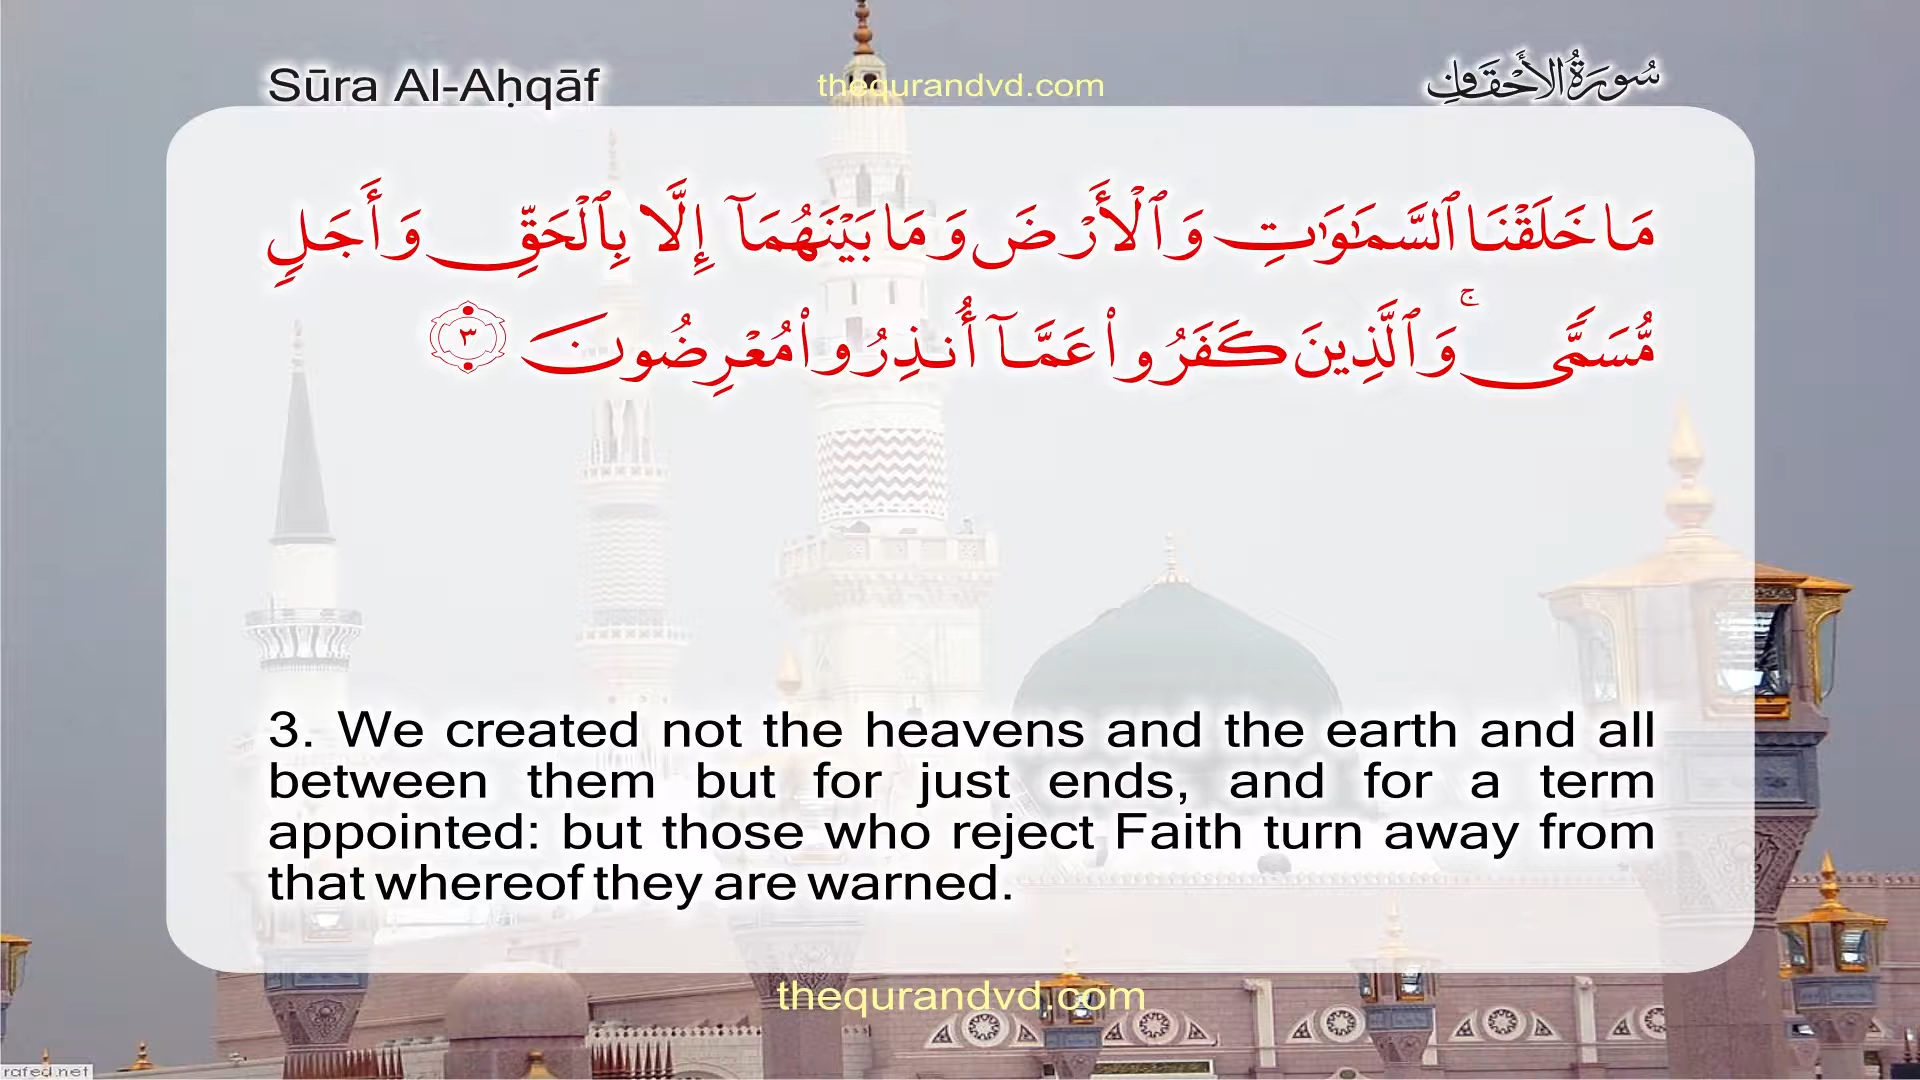 Sūra Al-Aḥqāf
thequrandvd.com
سُورَةُ الأَحْقَافِ
مَا خَلَقْنَا ٱلسَّمَٰوَٰتِ وَٱلْأَرْضَ وَمَا بَيْنَهُمَآ إِلَّا بِٱلْحَقِّ وَأَجَلٍ
مُّسَمًّى ۚ وَٱلَّذِينَ كَفَرُوا۟ عَمَّآ أُنذِرُوا۟ مُعْرِضُونَ ٣
3. We created not the heavens and the earth and all
between them but for just ends, and for a term
appointed: but those who reject Faith turn away from
that whereof they are warned.
thequrandvd.com
rafed.net